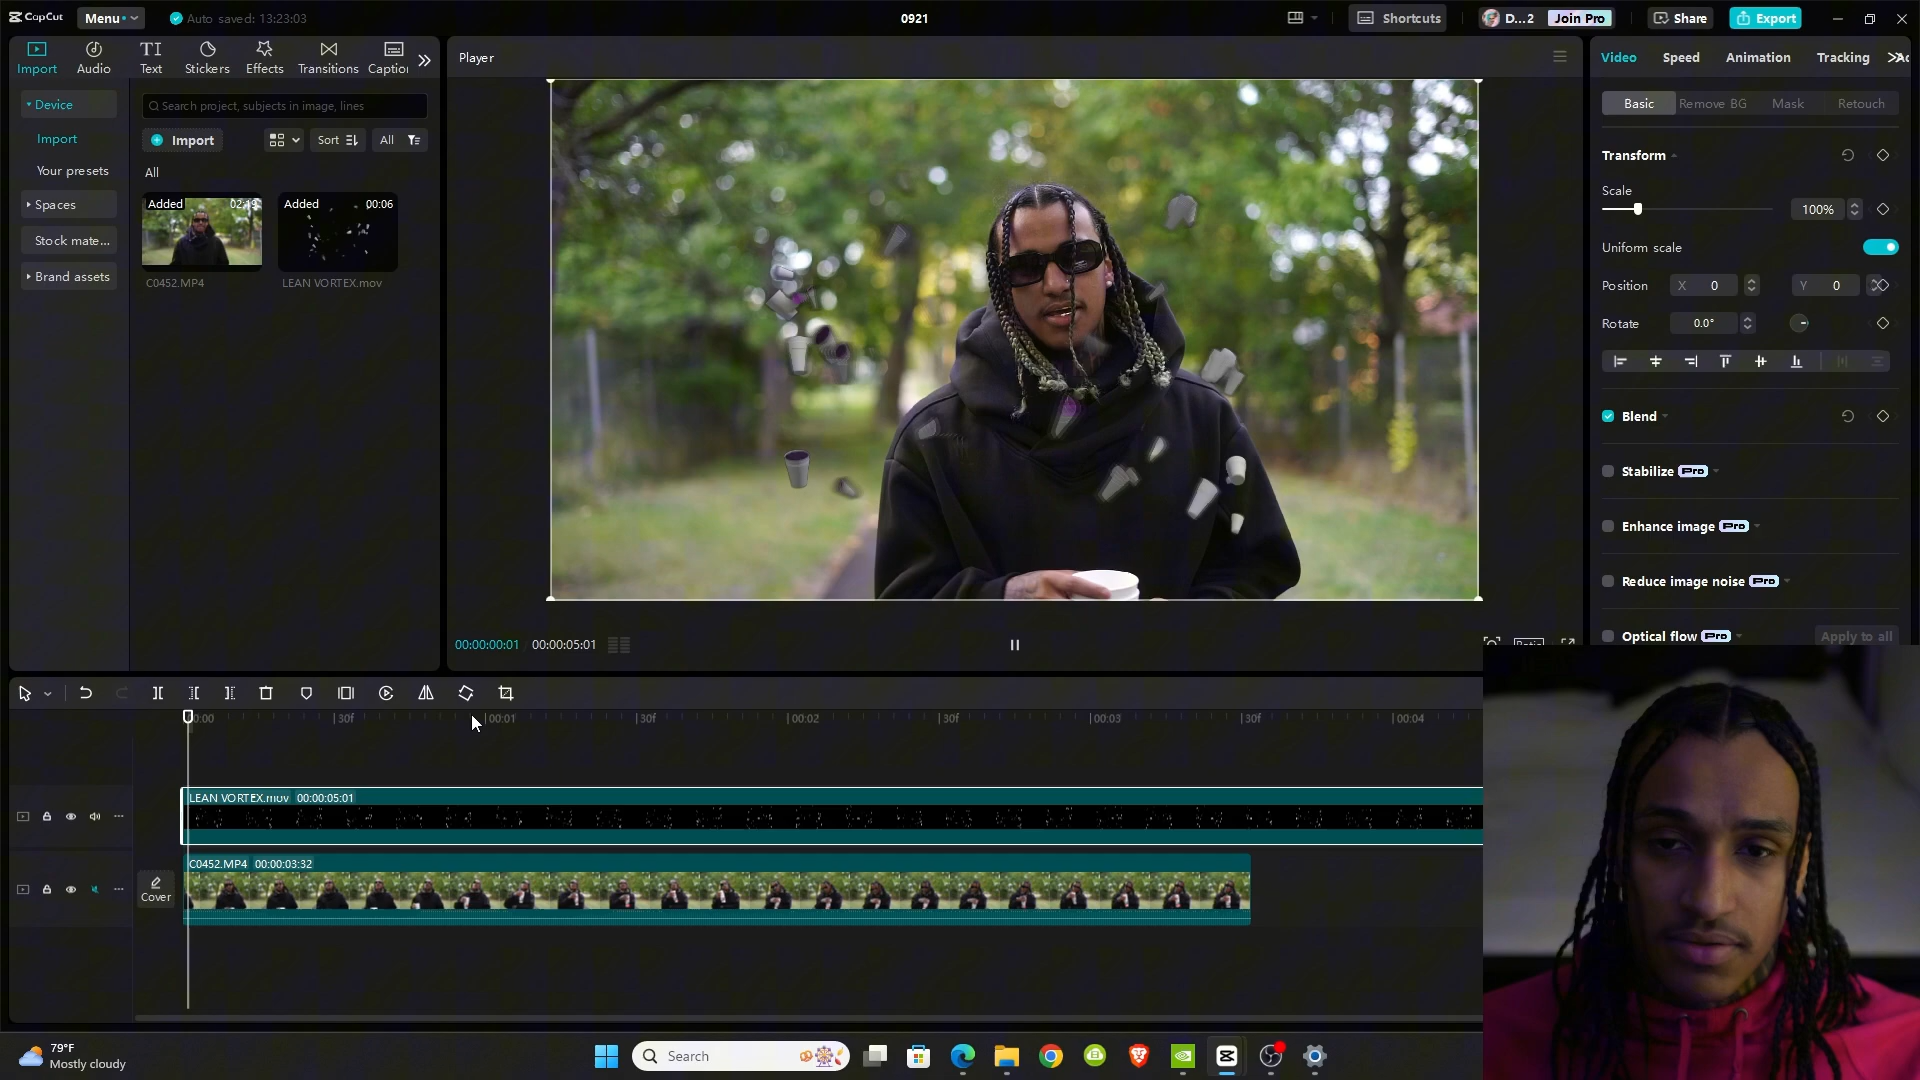 CapCut
Menu
Auto saved: 13:23:03
0921
Shortcuts
D...2
Join Pro
Share
Export
Import
Audio
TI
Text
Stickers
Effects
Transitions
Captio
Player
Video
Speed
Animation
Tracking
Device
Import
Your presets
Spaces
Stock mate...
Brand assets
Search project, subjects in image, lines
Import
Sort
All
All
Added
02:19
C0452.MP4
Added
00:06
LEAN VORTEX.mov
Basic
Remove BG
Mask
Retouch
Transform
Scale
100%
Uniform scale
Position
X 0
Y 0
Rotate
0.0°
Blend
Stabilize Pro
Enhance image Pro
Reduce image noise Pro
Optical flow Pro
Apply to all
00:00:00:01
00:00:05:01
00:00
30f
00:01
30f
00:02
30f
00:03
30f
00:04
LEAN VORTEX.mov 00:00:05:01
Cover
C0452.MP4 00:00:03:32
79°F
Mostly cloudy
Search